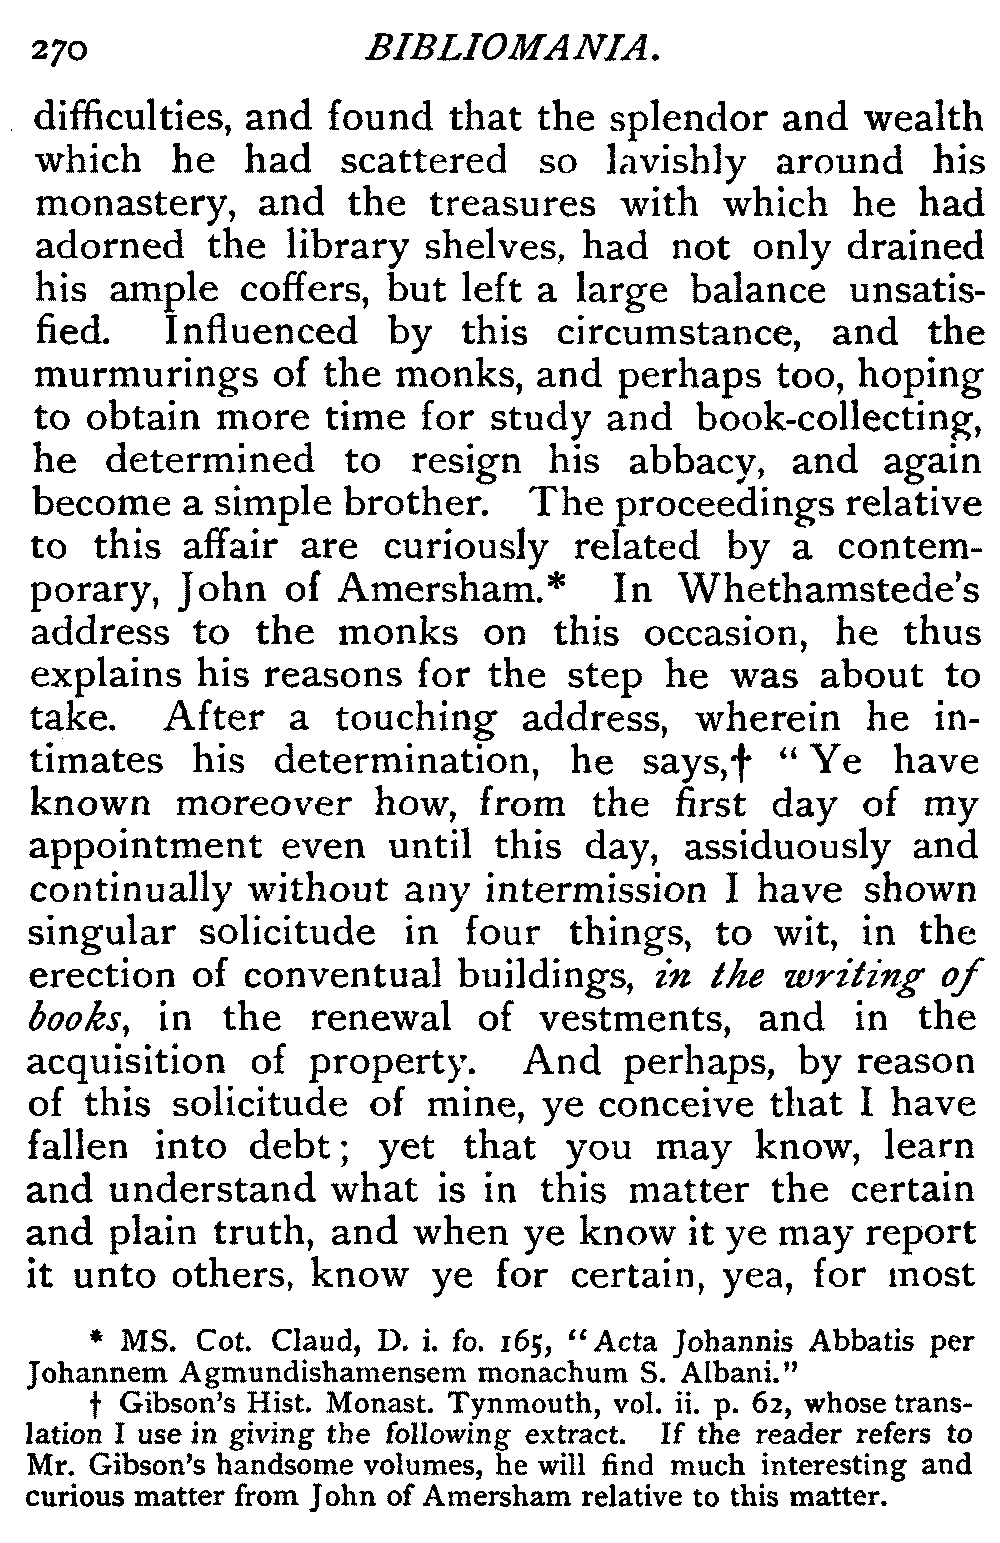 270 BIBLIOMANIA.
difficulties, and found that the splendor and wealth
which he had scattered so lavishly around his
monastery, and the treasures with which he had
adorned the library shelves, had not only drained
his ample coffers, but left a large balance unsatis-
fied. Influenced by this circumstance, and the
murmurings of the monks, and perhaps too, hoping
to obtain more time for study and book-collecting,
he determined to resign his abbacy, and again
become a simple brother. The proceedings relative
to this affair are curiously related by a contem-
porary, John of Amersham.* In Whethamstede's
address to the monks on this occasion, he thus
explains his reasons for the step he was about to
take. After a touching address, wherein he in-
timates his determination, he says,† "Ye have
known moreover how, from the first day of my
appointment even until this day, assiduously and
continually without any intermission I have shown
singular solicitude in four things, to wit, in the
erection of conventual buildings, in the writing of
books, in the renewal of vestments, and in the
acquisition of property. And perhaps, by reason
of this solicitude of mine, ye conceive that I have
fallen into debt; yet that you may know, learn
and understand what is in this matter the certain
and plain truth, and when ye know it ye may report
it unto others, know ye for certain, yea, for most
* MS. Cot. Claud, D. i. fo. 165, "Acta Johannis Abbatis per
Johannem Agmundishamensem monachum S. Albani."
† Gibson's Hist. Monast. Tynmouth, vol. ii. p. 62, whose trans-
lation I use in giving the following extract. If the reader refers to
Mr. Gibson's handsome volumes, he will find much interesting and
curious matter from John of Amersham relative to this matter.